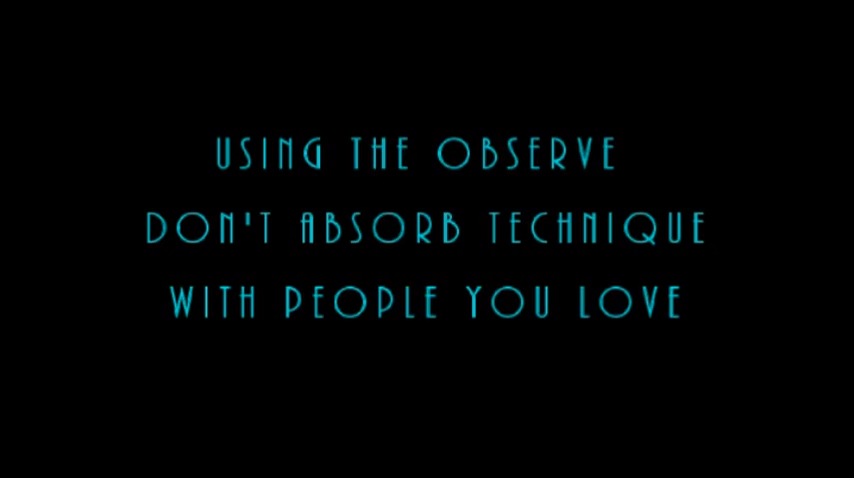 USING THE OBSERVE
DON'T ABSORB TECHNIQUE
WITH PEOPLE YOU LOVE